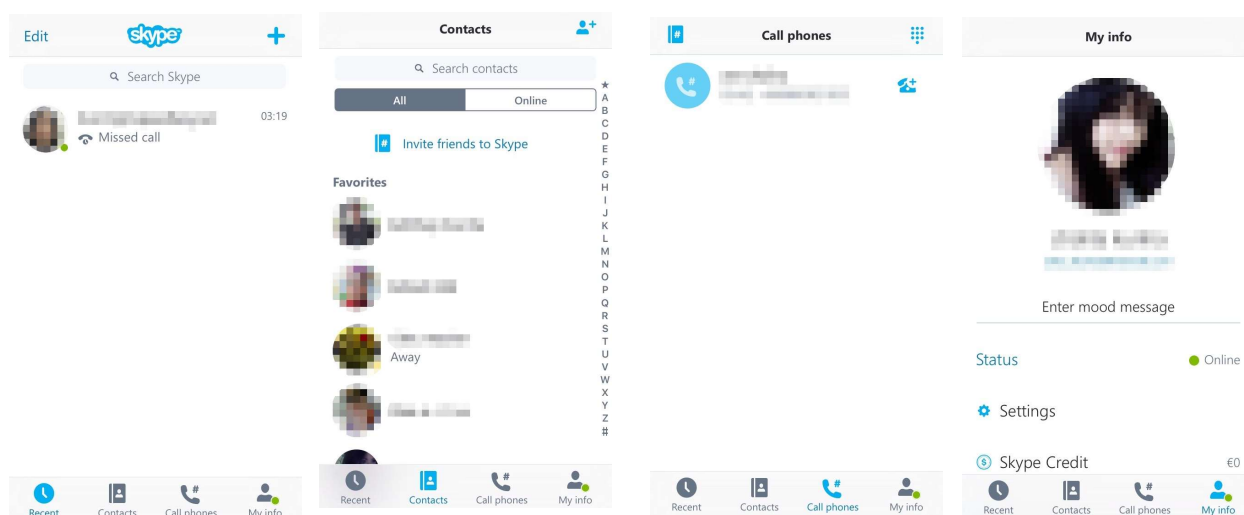 Edit
skype
Search Skype
03:19
Missed call
Recent
Contacts
Call phones
My info
Contacts
Search contacts
All
Online
Invite friends to Skype
Favorites
Away
A
B
C
D
E
F
G
H
I
J
K
L
M
N
O
P
Q
R
S
T
U
V
W
X
Y
Z
#
Recent
Contacts
Call phones
My info
Call phones
Recent
Contacts
Call phones
My info
My info
Enter mood message
Status
Online
Settings
Skype Credit
€0
Recent
Contacts
Call phones
My info